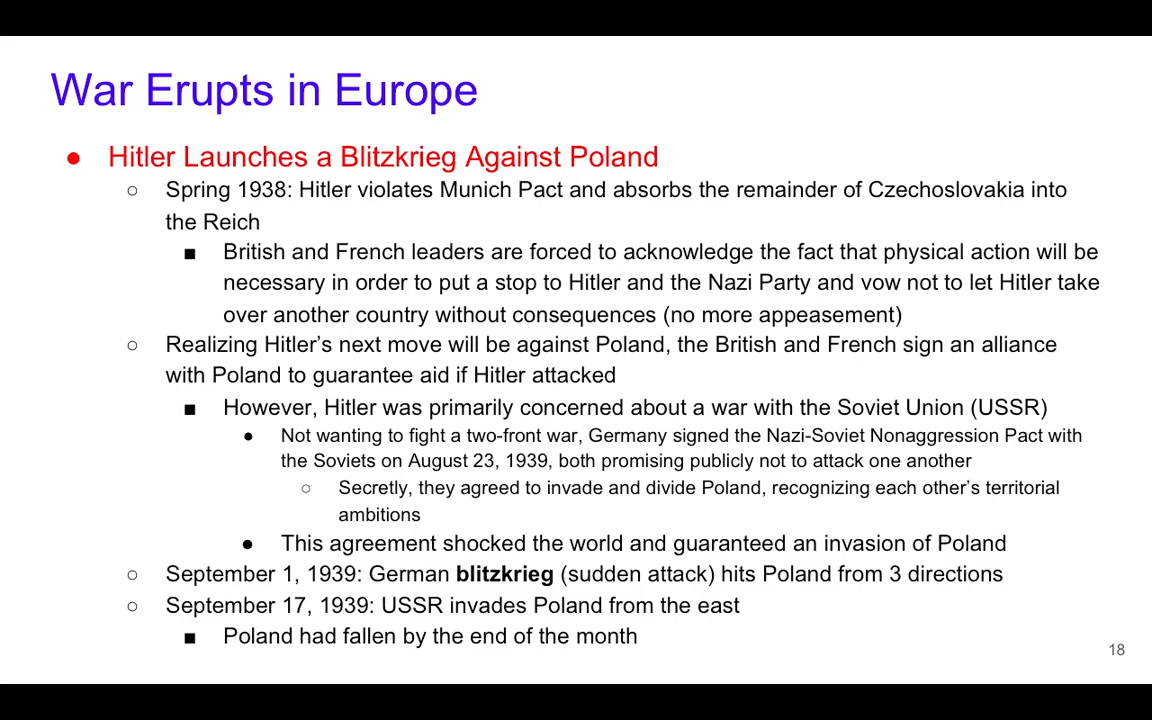 War Erupts in Europe
● Hitler Launches a Blitzkrieg Against Poland
○ Spring 1938: Hitler violates Munich Pact and absorbs the remainder of Czechoslovakia into
the Reich
■ British and French leaders are forced to acknowledge the fact that physical action will be
necessary in order to put a stop to Hitler and the Nazi Party and vow not to let Hitler take
over another country without consequences (no more appeasement)
○ Realizing Hitler’s next move will be against Poland, the British and French sign an alliance
with Poland to guarantee aid if Hitler attacked
■ However, Hitler was primarily concerned about a war with the Soviet Union (USSR)
● Not wanting to fight a two-front war, Germany signed the Nazi-Soviet Nonaggression Pact with
the Soviets on August 23, 1939, both promising publicly not to attack one another
○ Secretly, they agreed to invade and divide Poland, recognizing each other’s territorial
ambitions
● This agreement shocked the world and guaranteed an invasion of Poland
○ September 1, 1939: German blitzkrieg (sudden attack) hits Poland from 3 directions
○ September 17, 1939: USSR invades Poland from the east
■ Poland had fallen by the end of the month
18